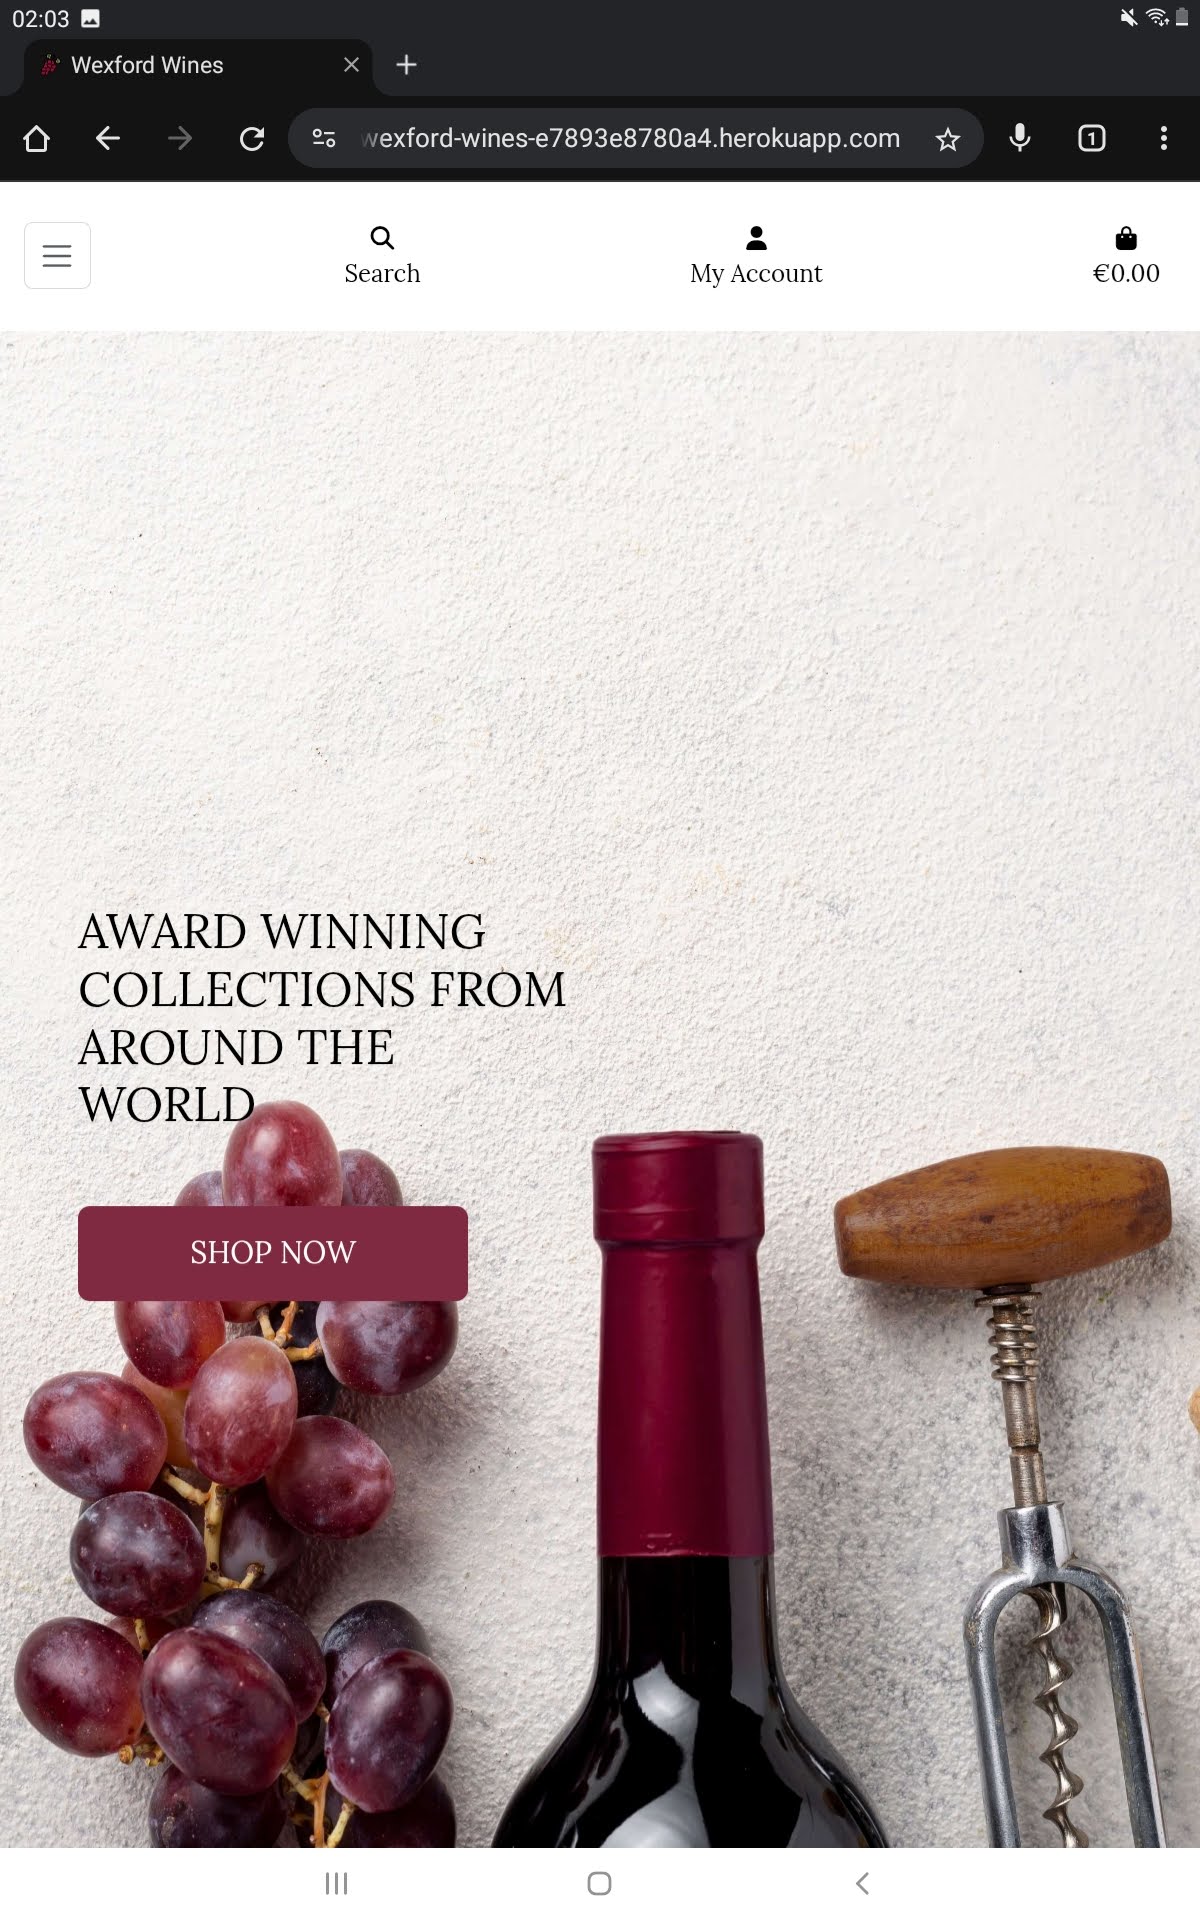 02:03
Wexford Wines
wexford-wines-e7893e8780a4.herokuapp.com
1
Search
My Account
€0.00
AWARD WINNING
COLLECTIONS FROM
AROUND THE
WORLD
SHOP NOW